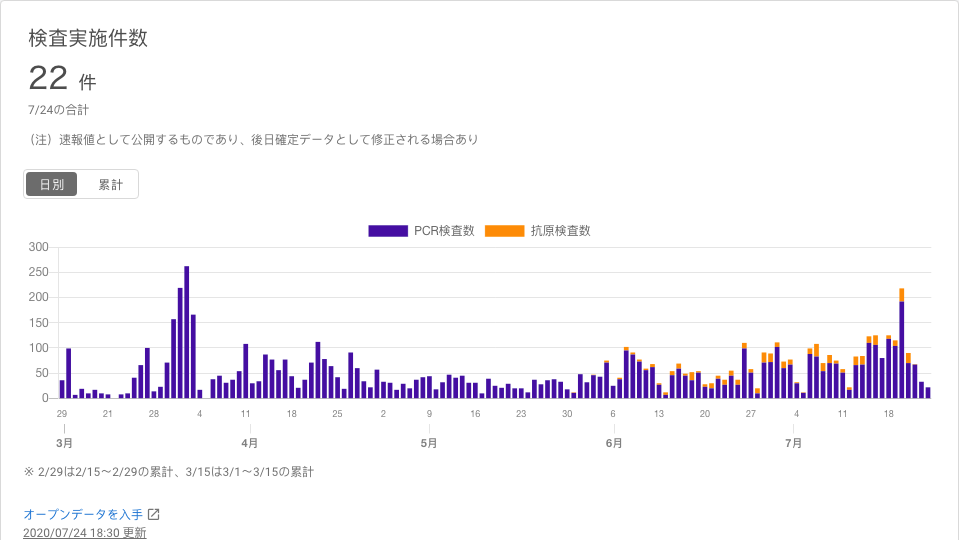 検査実施件数
22 件
7/24の合計
（注）速報値として公開するものであり、後日確定データとして修正される場合あり
日別 累計
PCR検査数 抗原検査数
300
250
200
150
100
50
0
29 21 28 4 11 18 25 2 9 16 23 30 6 13 20 27 4 11 18
3月 4月 5月 6月 7月
※ 2/29は2/15～2/29の累計、3/15は3/1～3/15の累計
オープンデータを入手
2020/07/24 18:30 更新